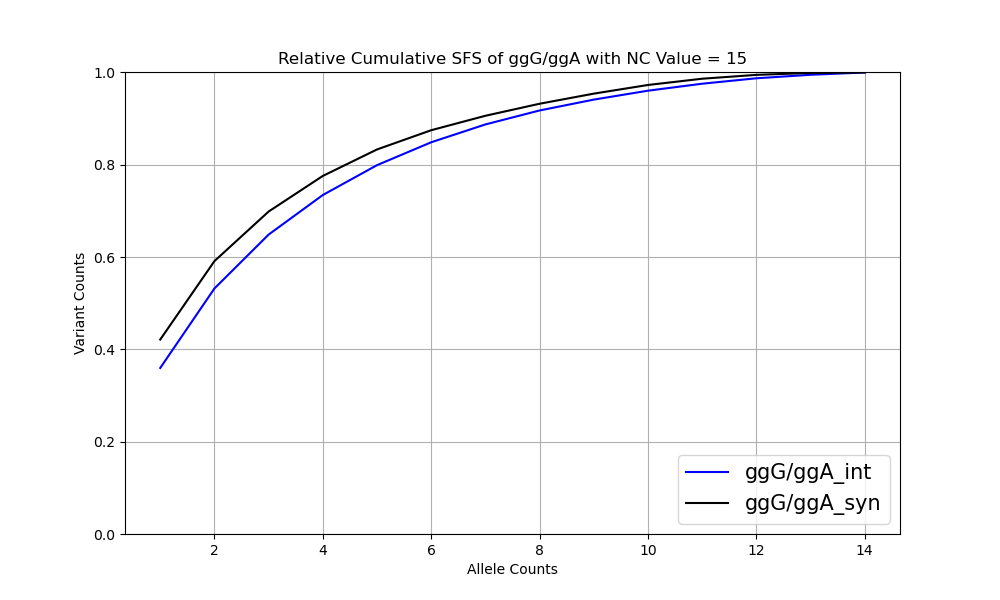 Relative Cumulative SFS of ggG/ggA with NC Value = 15
1.0
0.8
0.6
0.4
0.2
0.0
Variant Counts
2 4 6 8 10 12 14
Allele Counts
ggG/ggA_int
ggG/ggA_syn